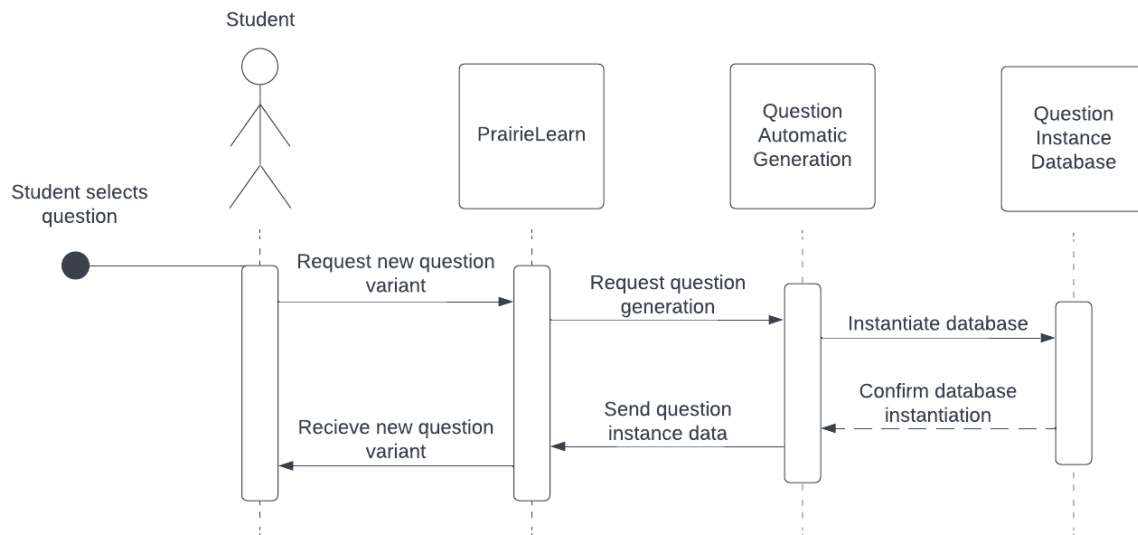 Student
PrairieLearn
Question
Automatic
Generation
Question
Instance
Database
Student selects
question
Request new question
variant
Request question
generation
Instantiate database
Confirm database
instantiation
Send question
instance data
Recieve new question
variant